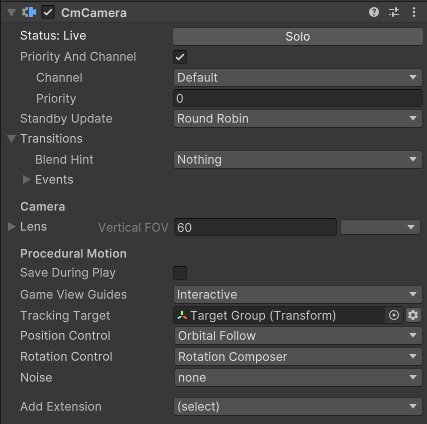 CmCamera
Status: Live Solo
Priority And Channel
Channel Default
Priority 0
Standby Update Round Robin
Transitions
Blend Hint Nothing
Events
Camera
Lens Vertical FOV 60
Procedural Motion
Save During Play
Game View Guides Interactive
Tracking Target Target Group (Transform)
Position Control Orbital Follow
Rotation Control Rotation Composer
Noise none
Add Extension (select)